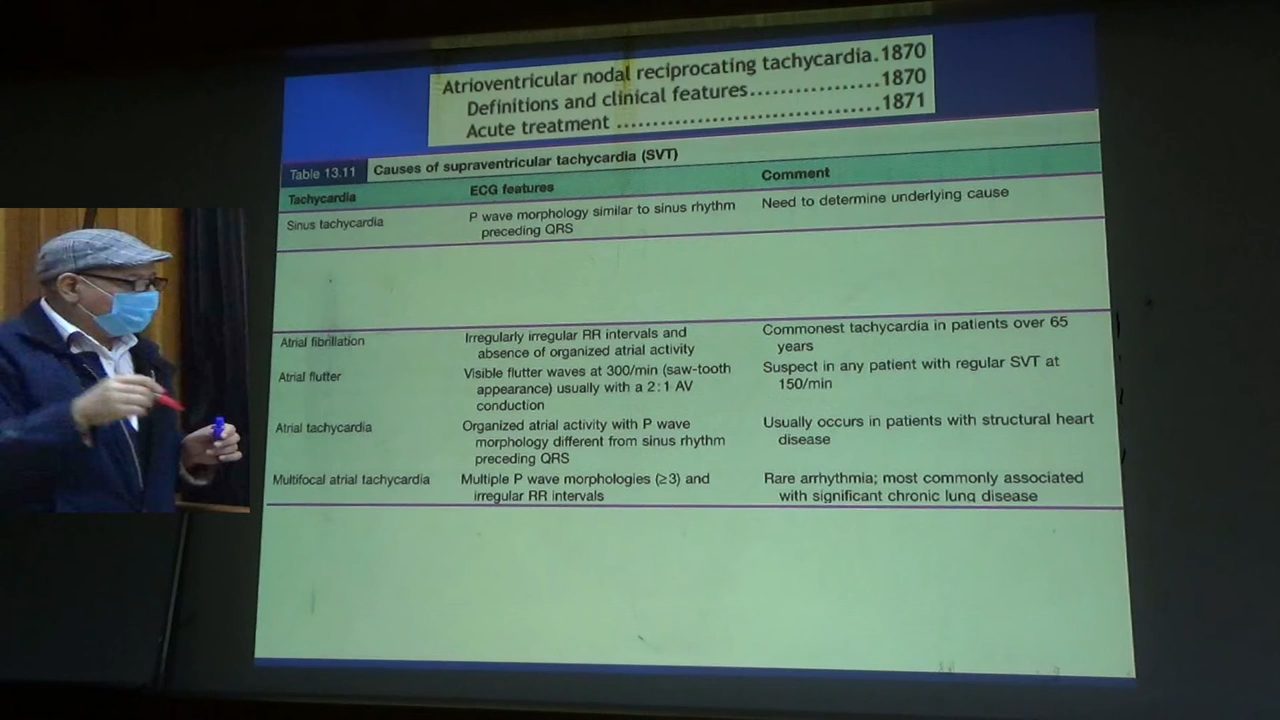 Atrioventricular nodal reciprocating tachycardia.1870
Definitions and clinical features.................1870
Acute treatment ..................................1871
Table 13.11 Causes of supraventricular tachycardia (SVT)
Tachycardia ECG features Comment
Sinus tachycardia P wave morphology similar to sinus rhythm Need to determine underlying cause
preceding QRS
Atrial fibrillation Irregularly irregular RR intervals and Commonest tachycardia in patients over 65
absence of organized atrial activity years
Atrial flutter Visible flutter waves at 300/min (saw-tooth Suspect in any patient with regular SVT at
appearance) usually with a 2:1 AV 150/min
conduction
Atrial tachycardia Organized atrial activity with P wave Usually occurs in patients with structural heart
morphology different from sinus rhythm disease
preceding QRS
Multifocal atrial tachycardia Multiple P wave morphologies (≥3) and Rare arrhythmia; most commonly associated
irregular RR intervals with significant chronic lung disease